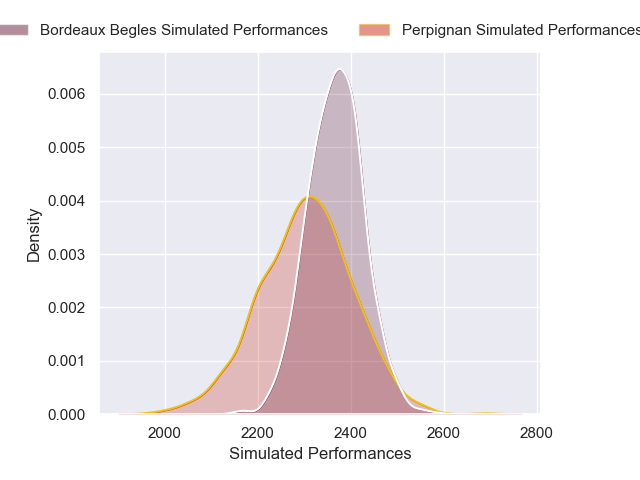 Bordeaux Begles Simulated Performances Perpignan Simulated Performances
0.006
0.005
0.004
0.003
0.002
0.001
0.000
Density
2000 2200 2400 2600 2800
Simulated Performances